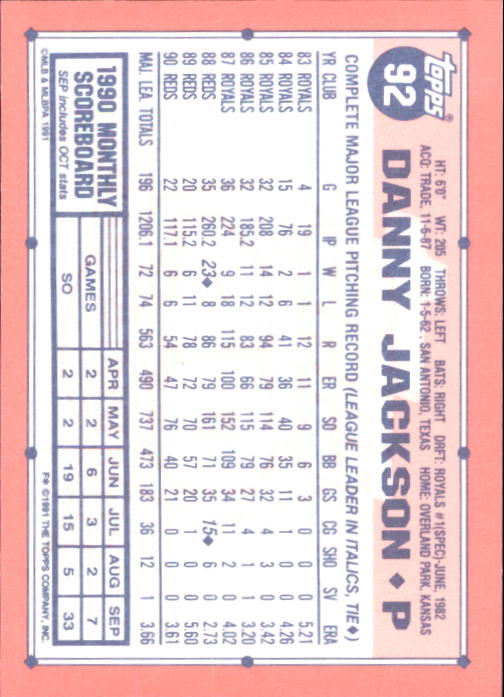 topps®
92
DANNY JACKSON ♦ P
HT: 6'0" WT: 205 THROWS: LEFT BATS: RIGHT DRFT: ROYALS #1(SPEC)-JUNE, 1982
ACQ: TRADE, 11-6-87 BORN: 1-5-62, SAN ANTONIO, TEXAS HOME: OVERLAND PARK, KANSAS
COMPLETE MAJOR LEAGUE PITCHING RECORD (LEAGUE LEADER IN ITALICS, TIE♦)
YR CLUB G IP W L R ER SO BB GS CG SHO SV ERA
83 ROYALS 4 19 1 1 12 11 9 6 3 0 0 0 5.21
84 ROYALS 15 76 2 6 41 36 40 35 11 1 0 0 4.26
85 ROYALS 32 208 14 12 94 79 114 76 32 4 3 0 3.42
86 ROYALS 32 185.2 11 12 83 66 115 79 27 4 1 1 3.20
87 ROYALS 36 224 9 18 115 100 152 109 34 11 2 0 4.02
88 REDS 35 260.2 23♦ 8 86 79 161 71 35 15♦ 6 0 2.73
89 REDS 20 115.2 6 11 78 72 70 57 20 1 0 0 5.60
90 REDS 22 117.1 6 6 54 47 76 40 21 0 0 0 3.61
MAJ. LEA. TOTALS 196 1206.1 72 74 563 490 737 473 183 36 12 1 3.66
1990 MONTHLY
SCOREBOARD
SEP includes OCT stats
APR MAY JUN JUL AUG SEP
GAMES 2 2 6 3 2 7
SO 2 2 19 15 5 33
©MLB & MLBPA 1991
F* ©1991 THE TOPPS COMPANY, INC.